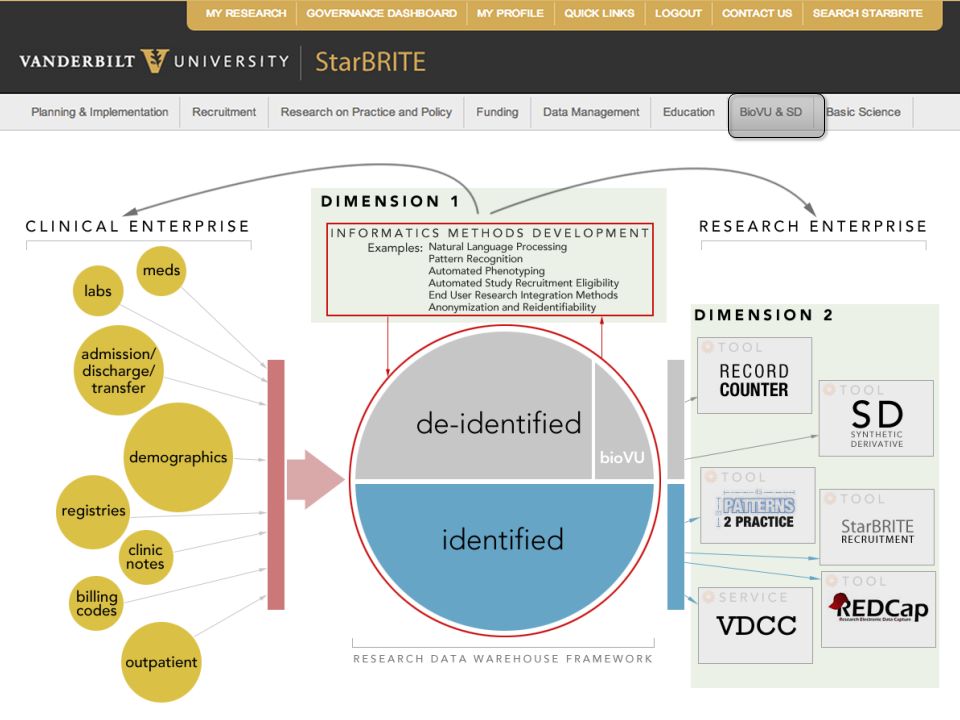 MY RESEARCH
GOVERNANCE DASHBOARD
MY PROFILE
QUICK LINKS
LOGOUT
CONTACT US
SEARCH STARBRITE
VANDERBILT UNIVERSITY
StarBRITE
Planning & Implementation
Recruitment
Research on Practice and Policy
Funding
Data Management
Education
BioVU & SD
Basic Science
CLINICAL ENTERPRISE
meds
labs
admission/
discharge/
transfer
demographics
registries
clinic
notes
billing
codes
outpatient
DIMENSION 1
INFORMATICS METHODS DEVELOPMENT
Examples: Natural Language Processing
Pattern Recognition
Automated Phenotyping
Automated Study Recruitment Eligibility
End User Research Integration Methods
Anonymization and Reidentifiability
de-identified
bioVU
identified
RESEARCH DATA WAREHOUSE FRAMEWORK
RESEARCH ENTERPRISE
DIMENSION 2
TOOL
RECORD
COUNTER
TOOL
SD
SYNTHETIC
DERIVATIVE
TOOL
PATTERNS
2 PRACTICE
TOOL
StarBRITE
RECRUITMENT
TOOL
REDCap
Research Electronic Data Capture
SERVICE
VDCC